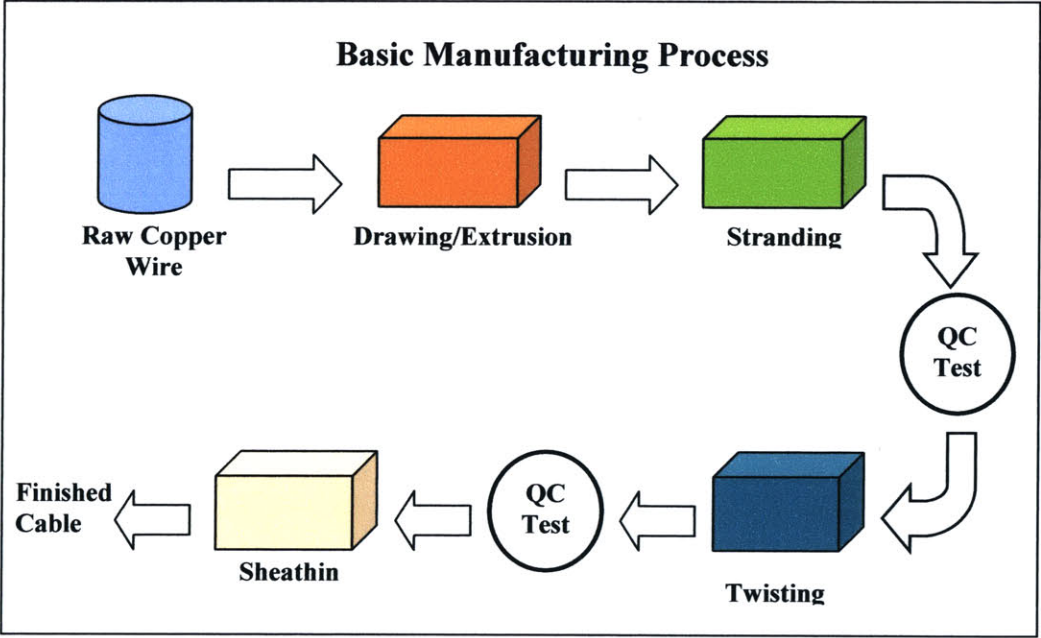 Basic Manufacturing Process
Raw Copper
Wire
Drawing/Extrusion
Stranding
QC
Test
Twisting
QC
Test
Sheathin
Finished
Cable